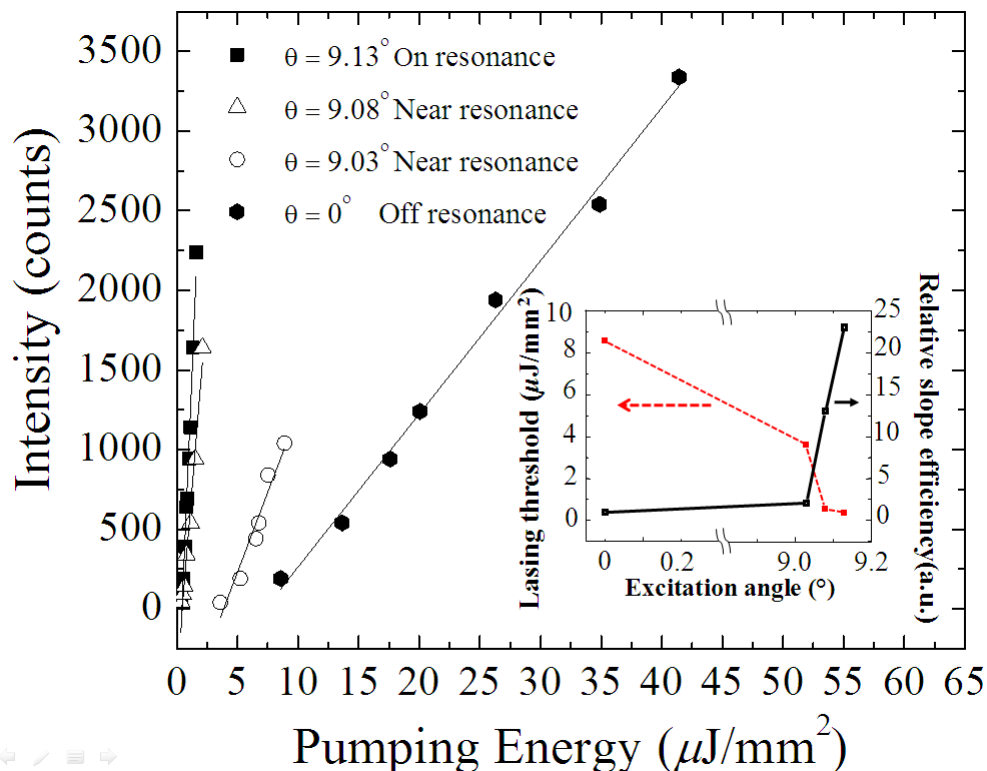 3500
3000
2500
2000
1500
1000
500
0
Intensity (counts)
θ = 9.13° On resonance
θ = 9.08° Near resonance
θ = 9.03° Near resonance
θ = 0° Off resonance
10
8
6
4
2
0
Lasing threshold (μJ/mm²)
25
20
15
10
5
0
Relative slope efficiency(a.u.)
0 0.2 9.0 9.2
Excitation angle (°)
0 5 10 15 20 25 30 35 40 45 50 55 60 65
Pumping Energy (μJ/mm²)